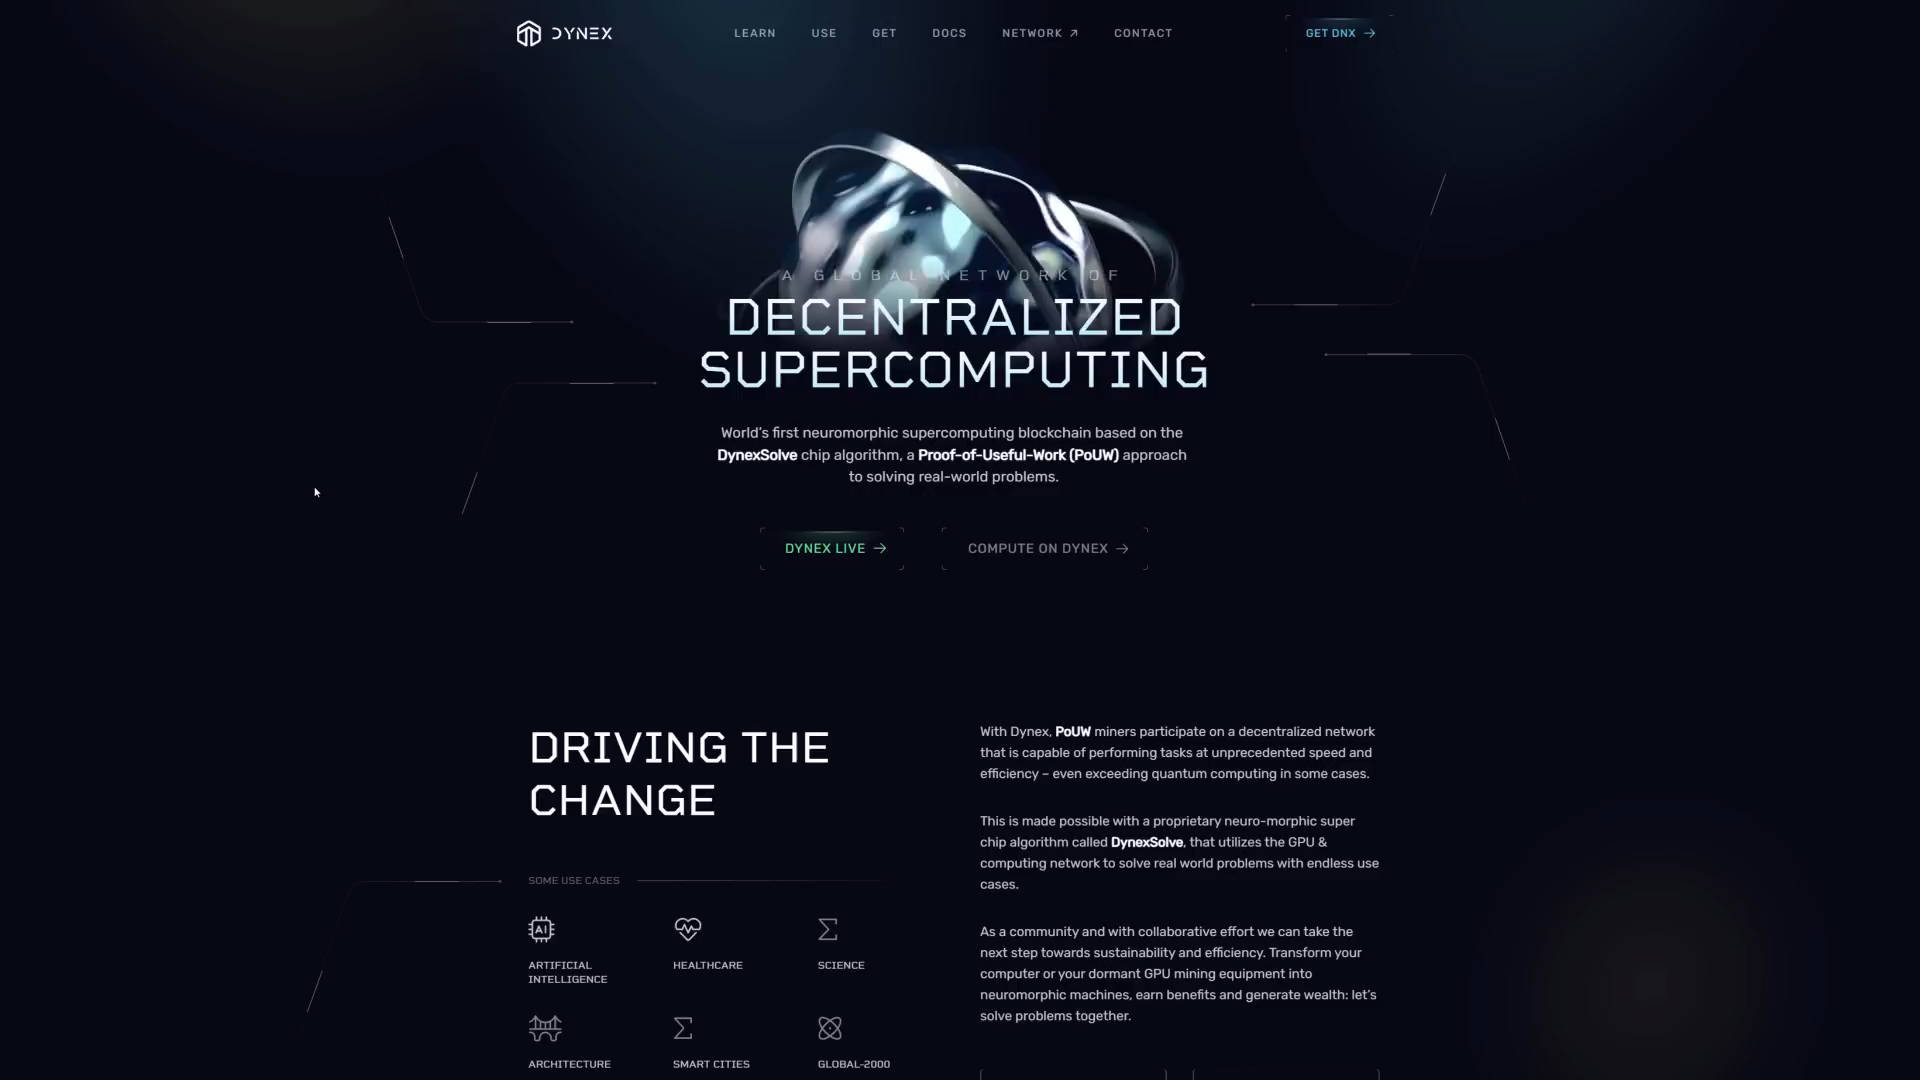 DYNEX
LEARN
USE
GET
DOCS
NETWORK
CONTACT
GET DNX
A GLOBAL NETWORK OF
DECENTRALIZED
SUPERCOMPUTING
World's first neuromorphic supercomputing blockchain based on the
DynexSolve chip algorithm, a Proof-of-Useful-Work (PoUW) approach
to solving real-world problems.
DYNEX LIVE
COMPUTE ON DYNEX
DRIVING THE
CHANGE
SOME USE CASES
AI
ARTIFICIAL
INTELLIGENCE
HEALTHCARE
SCIENCE
ARCHITECTURE
SMART CITIES
GLOBAL-2000
With Dynex, PoUW miners participate on a decentralized network
that is capable of performing tasks at unprecedented speed and
efficiency – even exceeding quantum computing in some cases.
This is made possible with a proprietary neuro-morphic super
chip algorithm called DynexSolve, that utilizes the GPU &
computing network to solve real world problems with endless use
cases.
As a community and with collaborative effort we can take the
next step towards sustainability and efficiency. Transform your
computer or your dormant GPU mining equipment into
neuromorphic machines, earn benefits and generate wealth: let's
solve problems together.